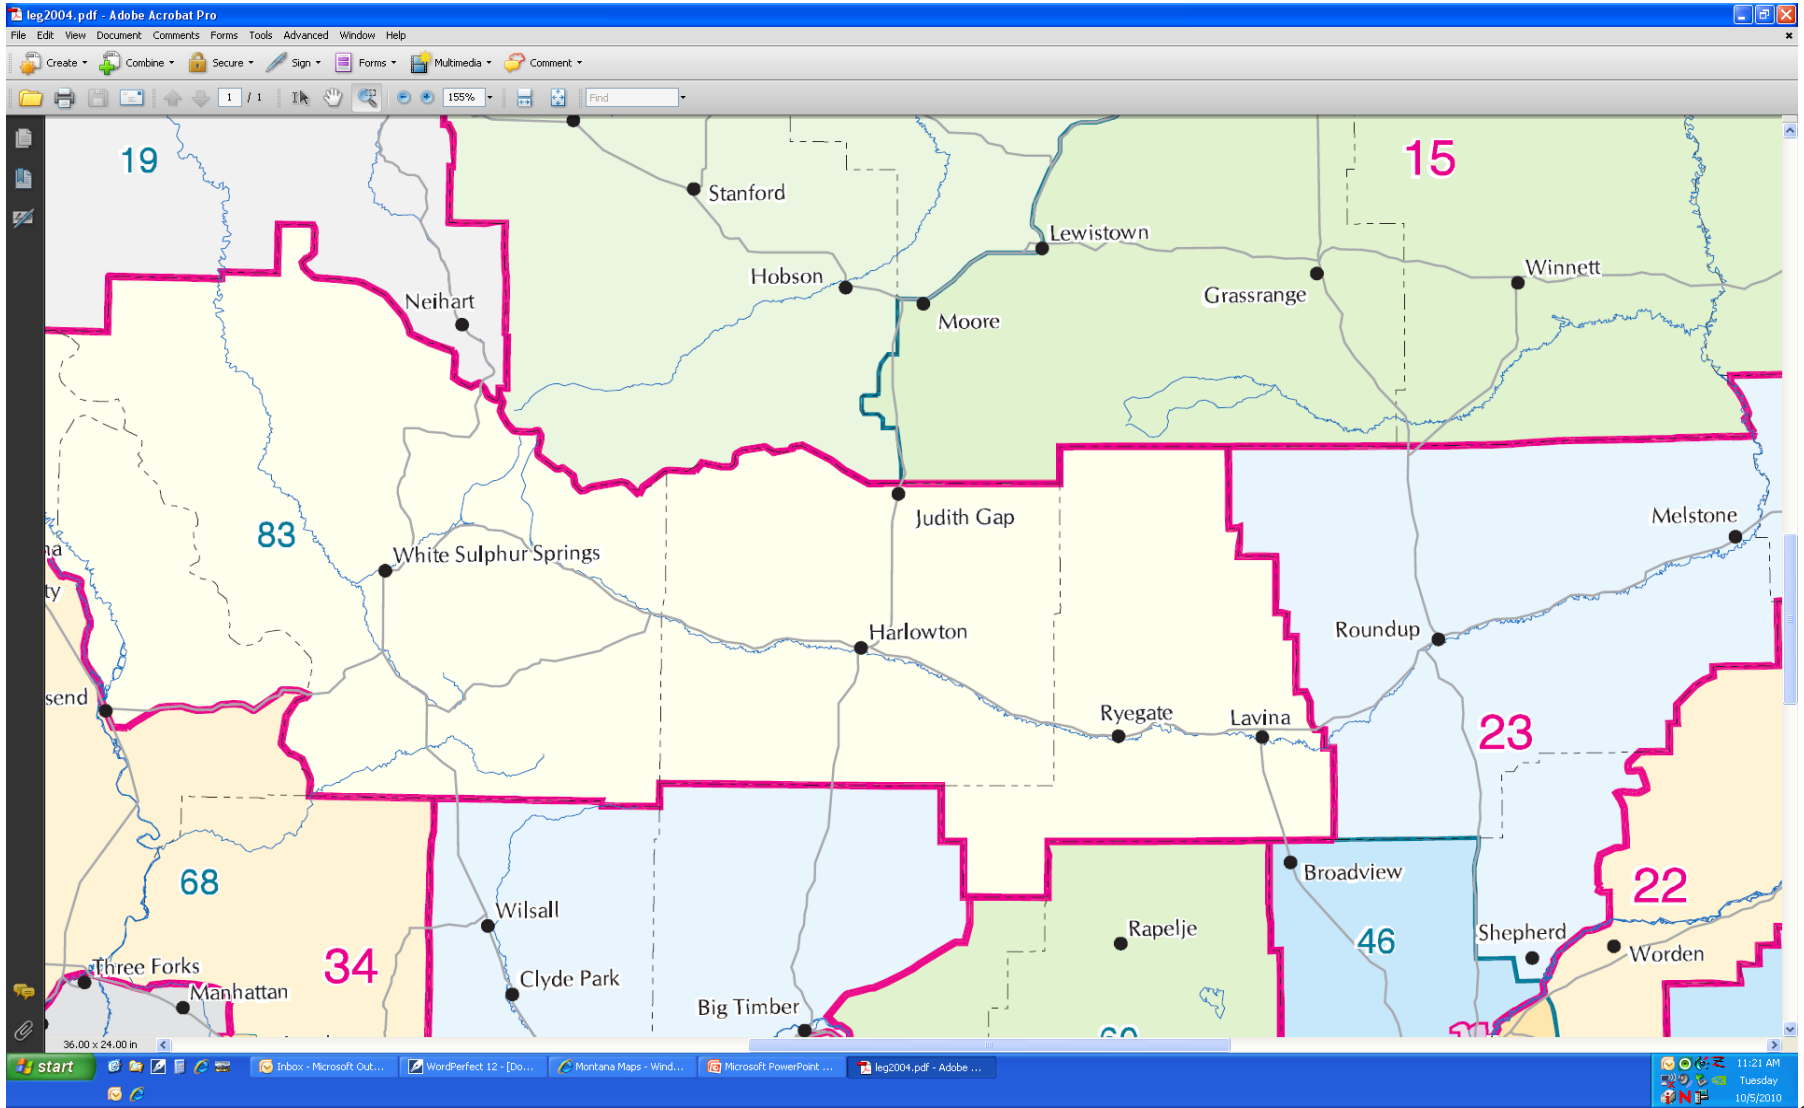 leg2004.pdf - Adobe Acrobat Pro
File Edit View Document Comments Forms Tools Advanced Window Help
Create Combine Secure Sign Forms Multimedia Comment
1 / 1 155% Find
19
15
Stanford
Lewistown
Hobson
Winnett
Grassrange
Neihart
Moore
Judith Gap
Melstone
83
White Sulphur Springs
na
ty
Harlowton
Roundup
send
Ryegate
Lavina
23
Broadview
68
22
Wilsall
Rapelje
46
Shepherd
Worden
Three Forks
34
Clyde Park
Manhattan
Big Timber
36.00 x 24.00 in
start
Inbox - Microsoft Out...
WordPerfect 12 - [Do...
Montana Maps - Wind...
Microsoft PowerPoint ...
leg2004.pdf - Adobe ...
11:21 AM
Tuesday
10/5/2010